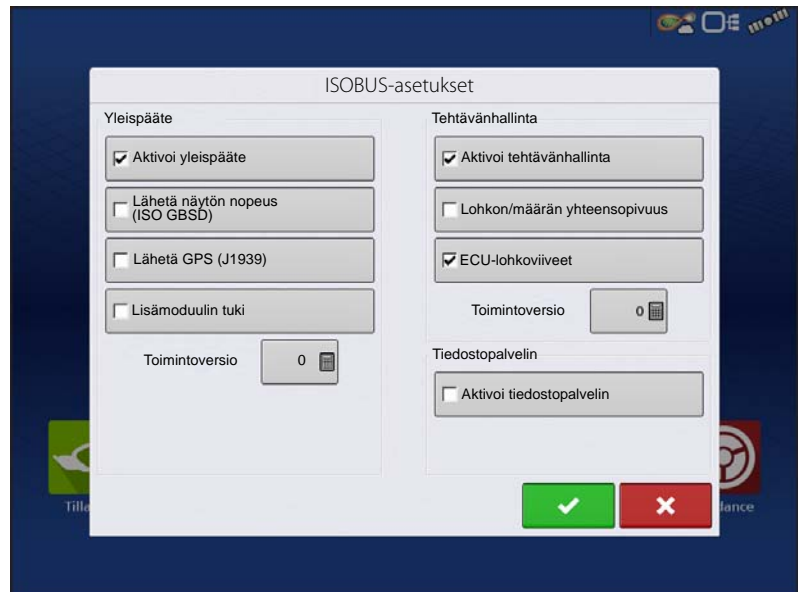 ISOBUS-asetukset
Yleispääte
Aktivoi yleispääte
Lähetä näytön nopeus
(ISO GBSD)
Lähetä GPS (J1939)
Lisämoduulin tuki
Toimintoversio 0
Tehtävänhallinta
Aktivoi tehtävänhallinta
Lohkon/määrän yhteensopivuus
ECU-lohkoviiveet
Toimintoversio 0
Tiedostopalvelin
Aktivoi tiedostopalvelin